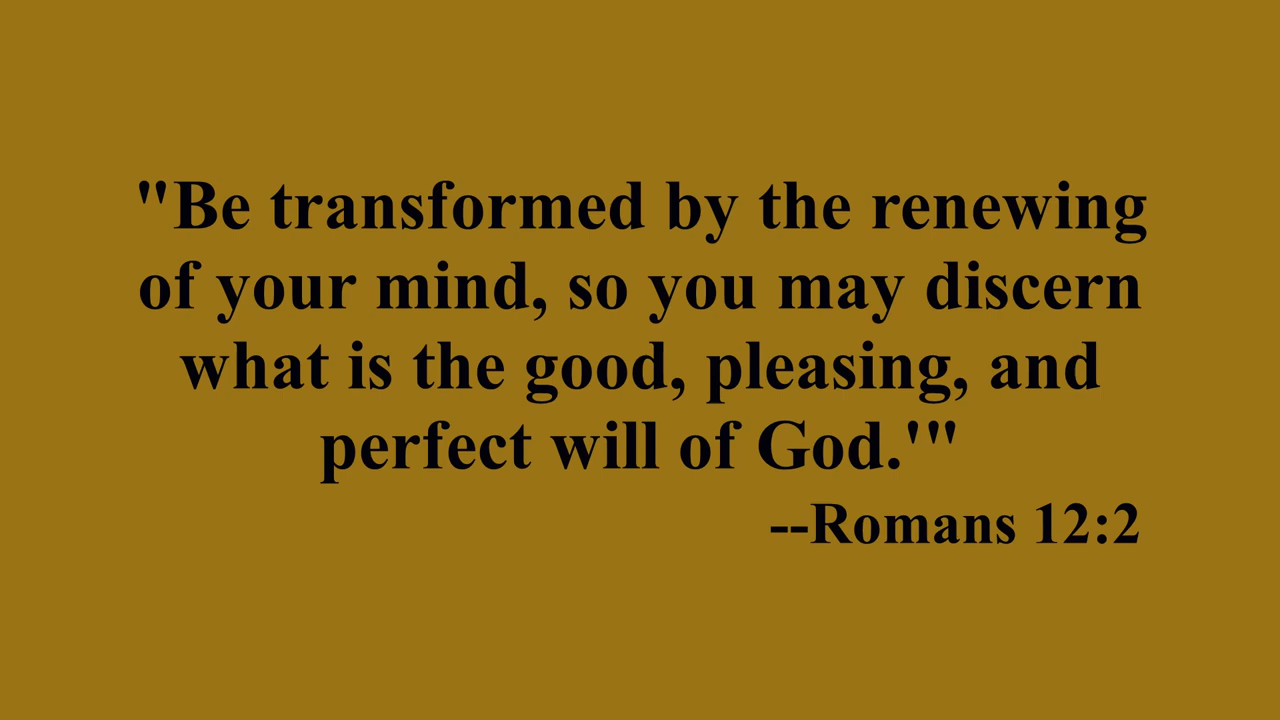 "Be transformed by the renewing
of your mind, so you may discern
what is the good, pleasing, and
perfect will of God.'"
--Romans 12:2